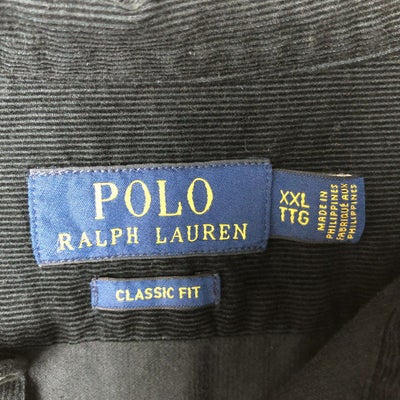 POLO
RALPH LAUREN
XXL
TTG
MADE IN
PHILIPPINES
FABRIQUÉ AUX
PHILIPPINES
CLASSIC FIT